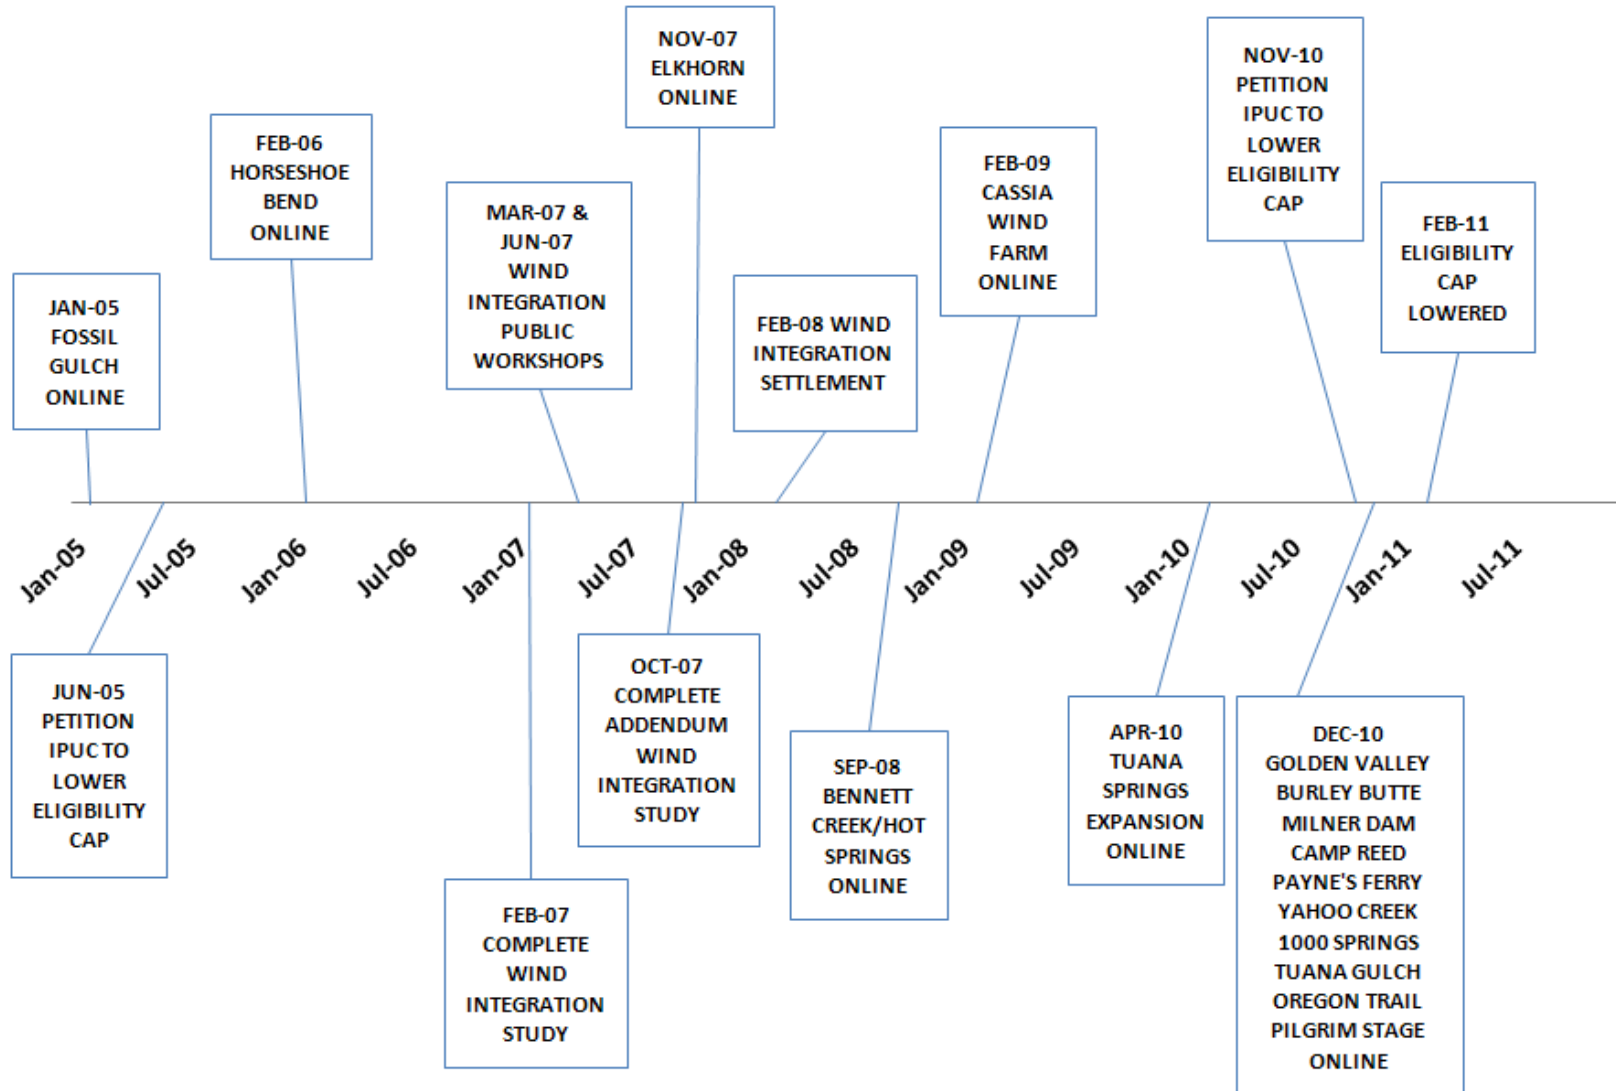 NOV-07
ELKHORN
ONLINE
NOV-10
PETITION
IPUC TO
LOWER
ELIGIBILITY
CAP
FEB-06
HORSESHOE
BEND
ONLINE
FEB-09
CASSIA
WIND
FARM
ONLINE
MAR-07 &
JUN-07
WIND
INTEGRATION
PUBLIC
WORKSHOPS
FEB-11
ELIGIBILITY
CAP
LOWERED
JAN-05
FOSSIL
GULCH
ONLINE
FEB-08 WIND
INTEGRATION
SETTLEMENT
Jan-05
Jul-05
Jan-06
Jul-06
Jan-07
Jul-07
Jan-08
Jul-08
Jan-09
Jul-09
Jan-10
Jul-10
Jan-11
Jul-11
JUN-05
PETITION
IPUC TO
LOWER
ELIGIBILITY
CAP
OCT-07
COMPLETE
ADDENDUM
WIND
INTEGRATION
STUDY
APR-10
TUANA
SPRINGS
EXPANSION
ONLINE
DEC-10
GOLDEN VALLEY
BURLEY BUTTE
MILNER DAM
CAMP REED
PAYNE'S FERRY
YAHOO CREEK
1000 SPRINGS
TUANA GULCH
OREGON TRAIL
PILGRIM STAGE
ONLINE
SEP-08
BENNETT
CREEK/HOT
SPRINGS
ONLINE
FEB-07
COMPLETE
WIND
INTEGRATION
STUDY